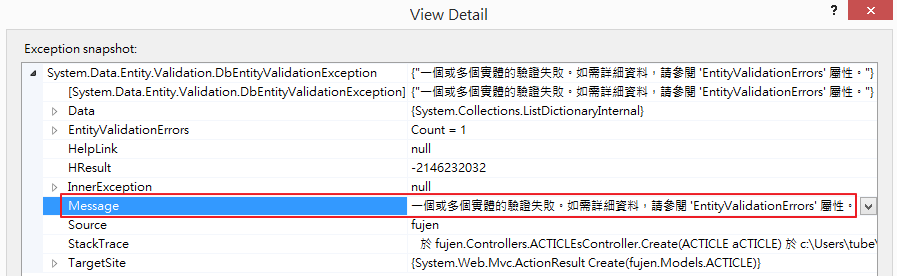 View Detail
?
Exception snapshot:
System.Data.Entity.Validation.DbEntityValidationException {"一個或多個實體的驗證失敗。如需詳細資料，請參閱 'EntityValidationErrors' 屬性。"}
[System.Data.Entity.Validation.DbEntityValidationException] {"一個或多個實體的驗證失敗。如需詳細資料，請參閱 'EntityValidationErrors' 屬性。"}
Data {System.Collections.ListDictionaryInternal}
EntityValidationErrors Count = 1
HelpLink null
HResult -2146232032
InnerException null
Message 一個或多個實體的驗證失敗。如需詳細資料，請參閱 'EntityValidationErrors' 屬性。
Source fujen
StackTrace 於 fujen.Controllers.ACTICLEsController.Create(ACTICLE aCTICLE) 於 c:\Users\tube\
TargetSite {System.Web.Mvc.ActionResult Create(fujen.Models.ACTICLE)}